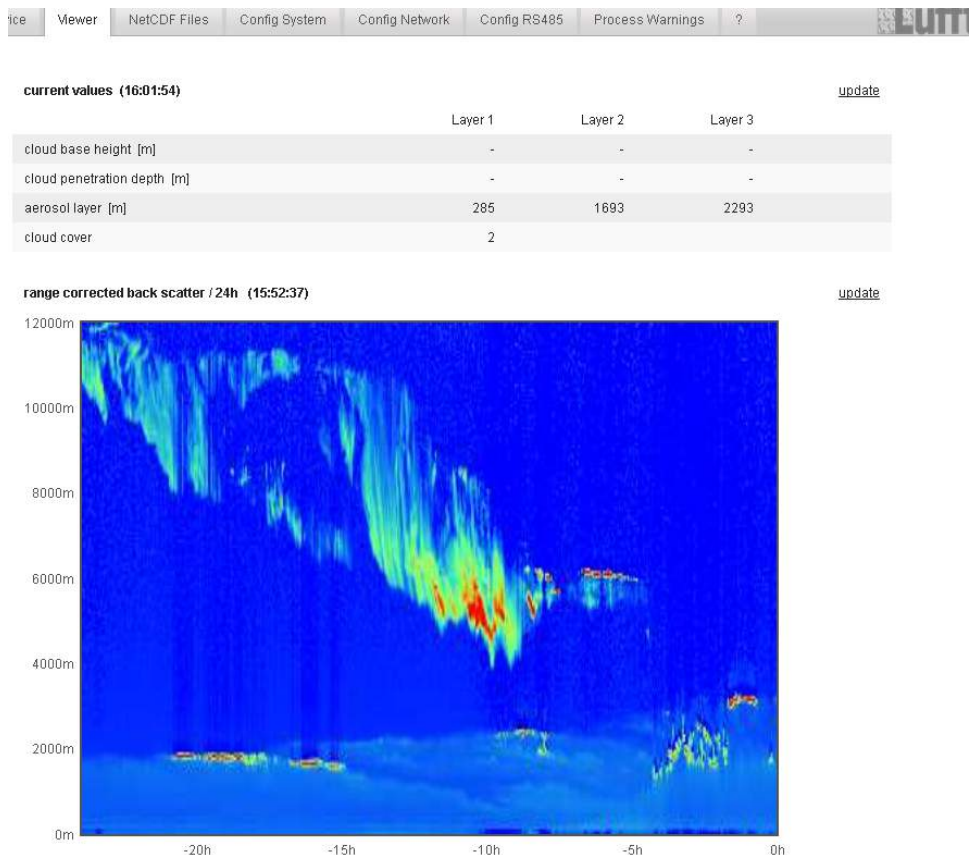 Viewer NetCDF Files Config System Config Network Config RS485 Process Warnings ?
current values (16:01:54) update
Layer 1 Layer 2 Layer 3
cloud base height [m] - - -
cloud penetration depth [m] - - -
aerosol layer [m] 285 1693 2293
cloud cover 2
range corrected back scatter / 24h (15:52:37) update
12000m
10000m
8000m
6000m
4000m
2000m
0m
-20h -15h -10h -5h 0h